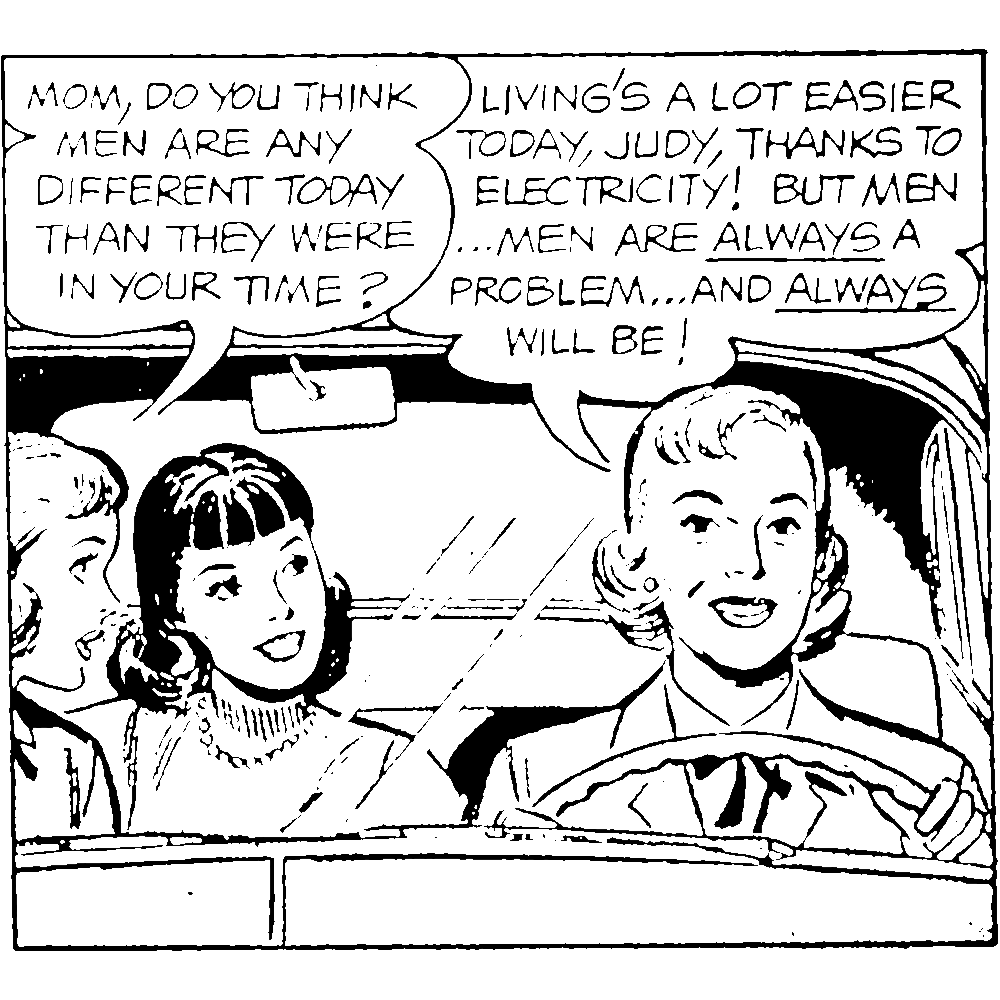 MOM, DO YOU THINK
MEN ARE ANY
DIFFERENT TODAY
THAN THEY WERE
IN YOUR TIME?
LIVING'S A LOT EASIER
TODAY, JUDY, THANKS TO
ELECTRICITY! BUT MEN
...MEN ARE ALWAYS A
PROBLEM...AND ALWAYS
WILL BE!